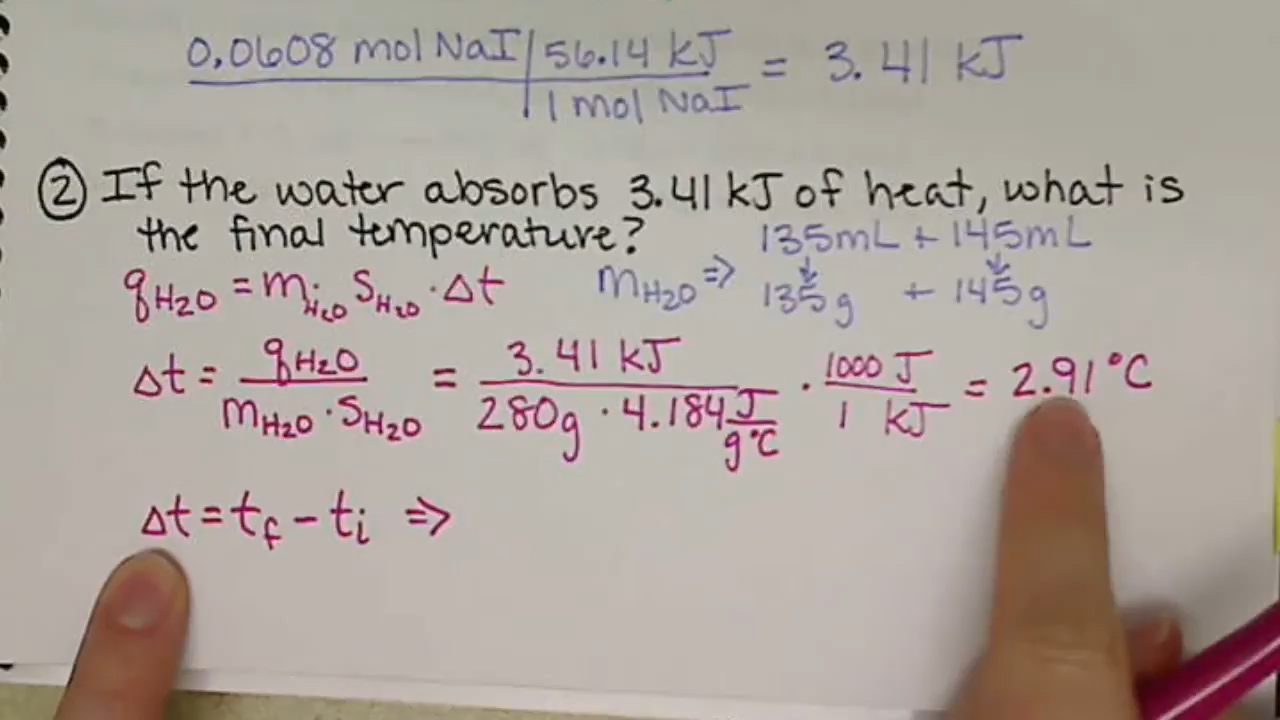 0.0608 mol NaI | 56.14 kJ = 3.41 kJ
1 mol NaI
② If the water absorbs 3.41 kJ of heat, what is
the final temperature?
135mL + 145mL
qH2O = mH2O · sH2O · Δt
mH2O ⇒ 135g + 145g
Δt = qH2O / mH2O · sH2O = 3.41 kJ / 280g · 4.184 J/g°C · 1000 J / 1 kJ = 2.91 °C
Δt = tf - ti ⇒